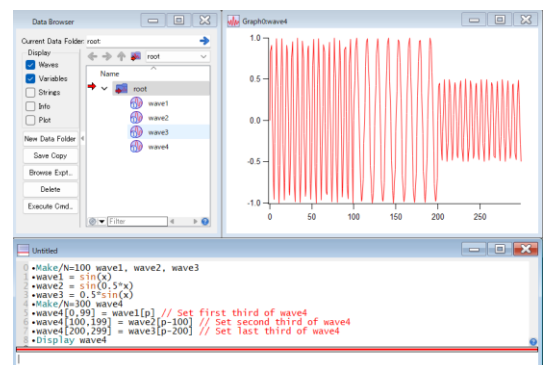 Data Browser
Current Data Folder: root:
Display
Waves
Variables
Strings
Info
Plot
New Data Folder
Save Copy
Browse Expt...
Delete
Execute Cmd...
root
Name
root
wave1
wave2
wave3
wave4
Filter
Graph0:wave4
1.0
0.5
0.0
-0.5
-1.0
0
50
100
150
200
250
Untitled
0 •Make/N=100 wave1, wave2, wave3
1 •wave1 = sin(x)
2 •wave2 = sin(0.5*x)
3 •wave3 = 0.5*sin(x)
4 •Make/N=300 wave4
5 •wave4[0,99] = wave1[p] // Set first third of wave4
6 •wave4[100,199] = wave2[p-100] // Set second third of wave4
7 •wave4[200,299] = wave3[p-200] // Set last third of wave4
8 •Display wave4